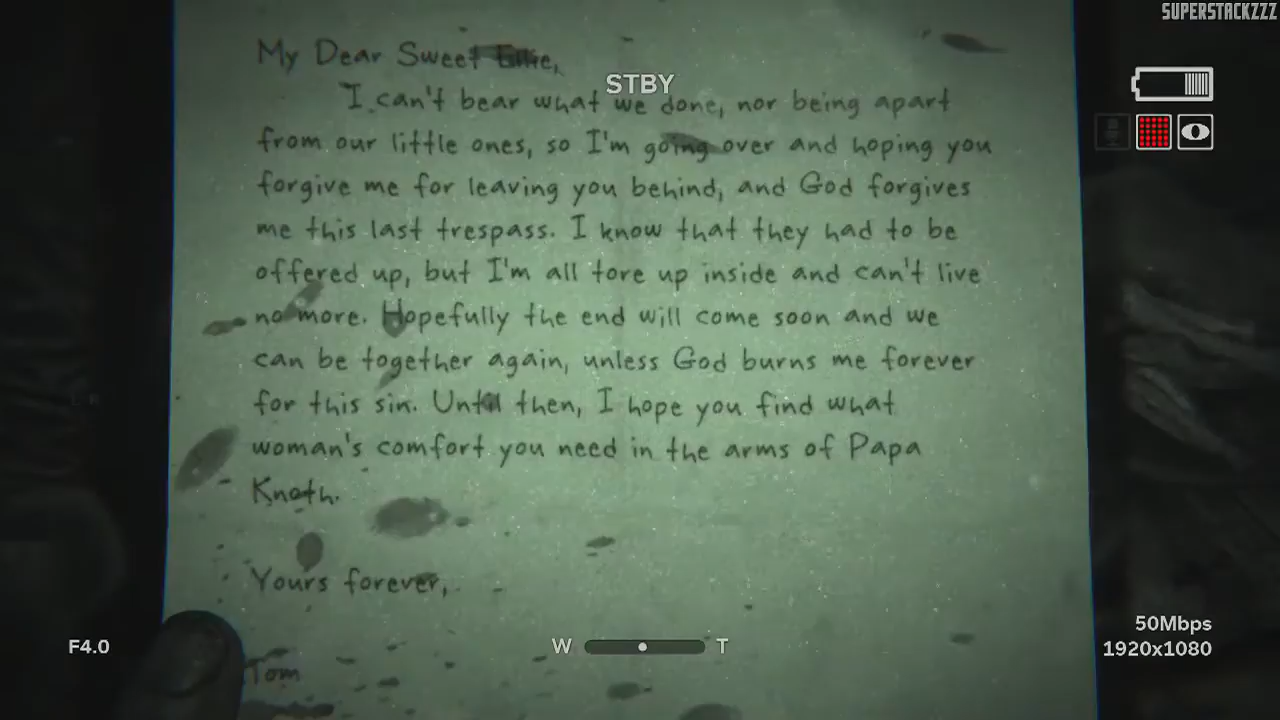 SUPERSTACKZZZ
My Dear Sweet Ellie,
STBY
I can't bear what we done, nor being apart
from our little ones, so I'm going over and hoping you
forgive me for leaving you behind, and God forgives
me this last trespass. I know that they had to be
offered up, but I'm all tore up inside and can't live
no more. Hopefully the end will come soon and we
can be together again, unless God burns me forever
for this sin. Until then, I hope you find what
woman's comfort you need in the arms of Papa
Knoth.
Yours forever,
Tom
F4.0
W T
50Mbps
1920x1080